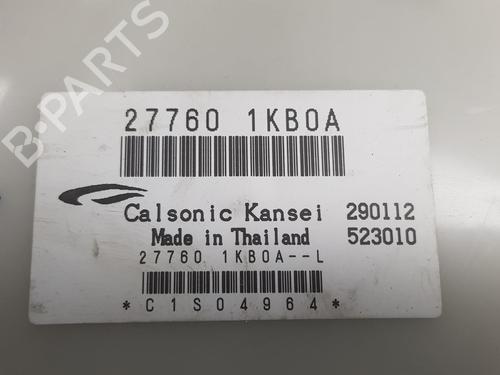 27760 1KB0A
Calsonic Kansei 290112
Made in Thailand 523010
27760 1KB0A--L
*C1S04964*
B-PARTS